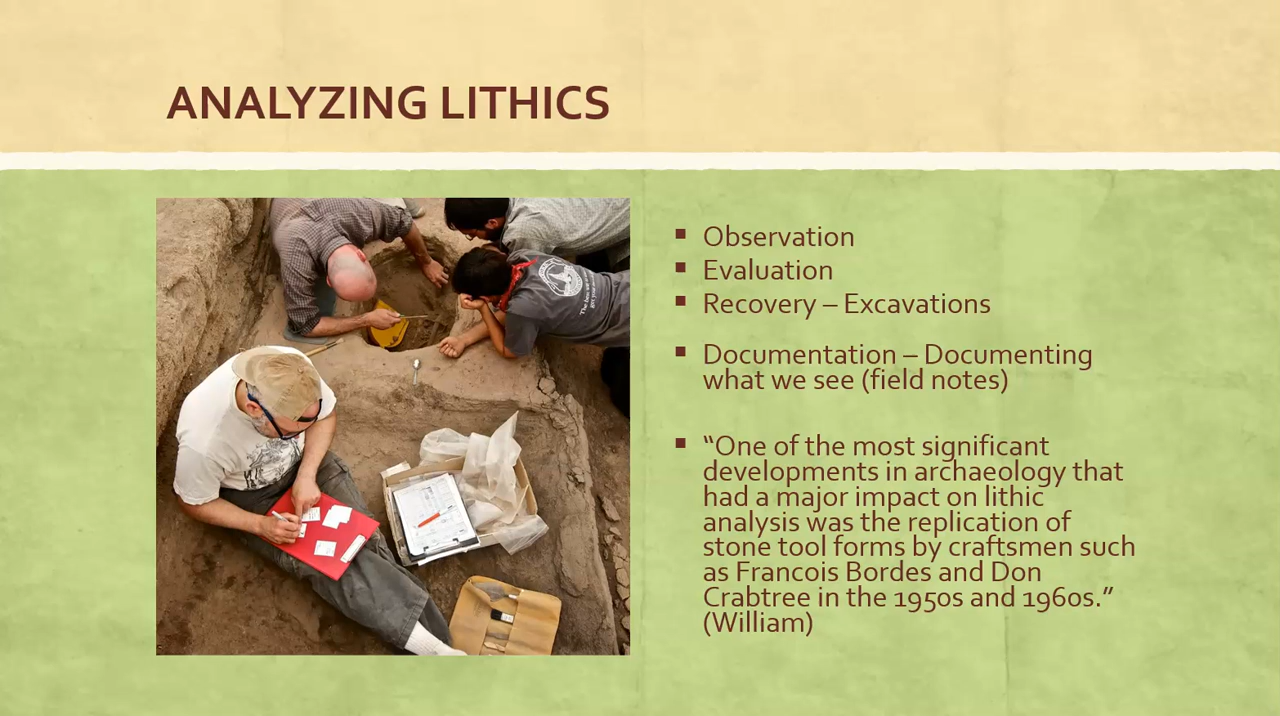 ANALYZING LITHICS
▪ Observation
▪ Evaluation
▪ Recovery – Excavations
▪ Documentation – Documenting
what we see (field notes)
▪ “One of the most significant
developments in archaeology that
had a major impact on lithic
analysis was the replication of
stone tool forms by craftsmen such
as Francois Bordes and Don
Crabtree in the 1950s and 1960s.”
(William)